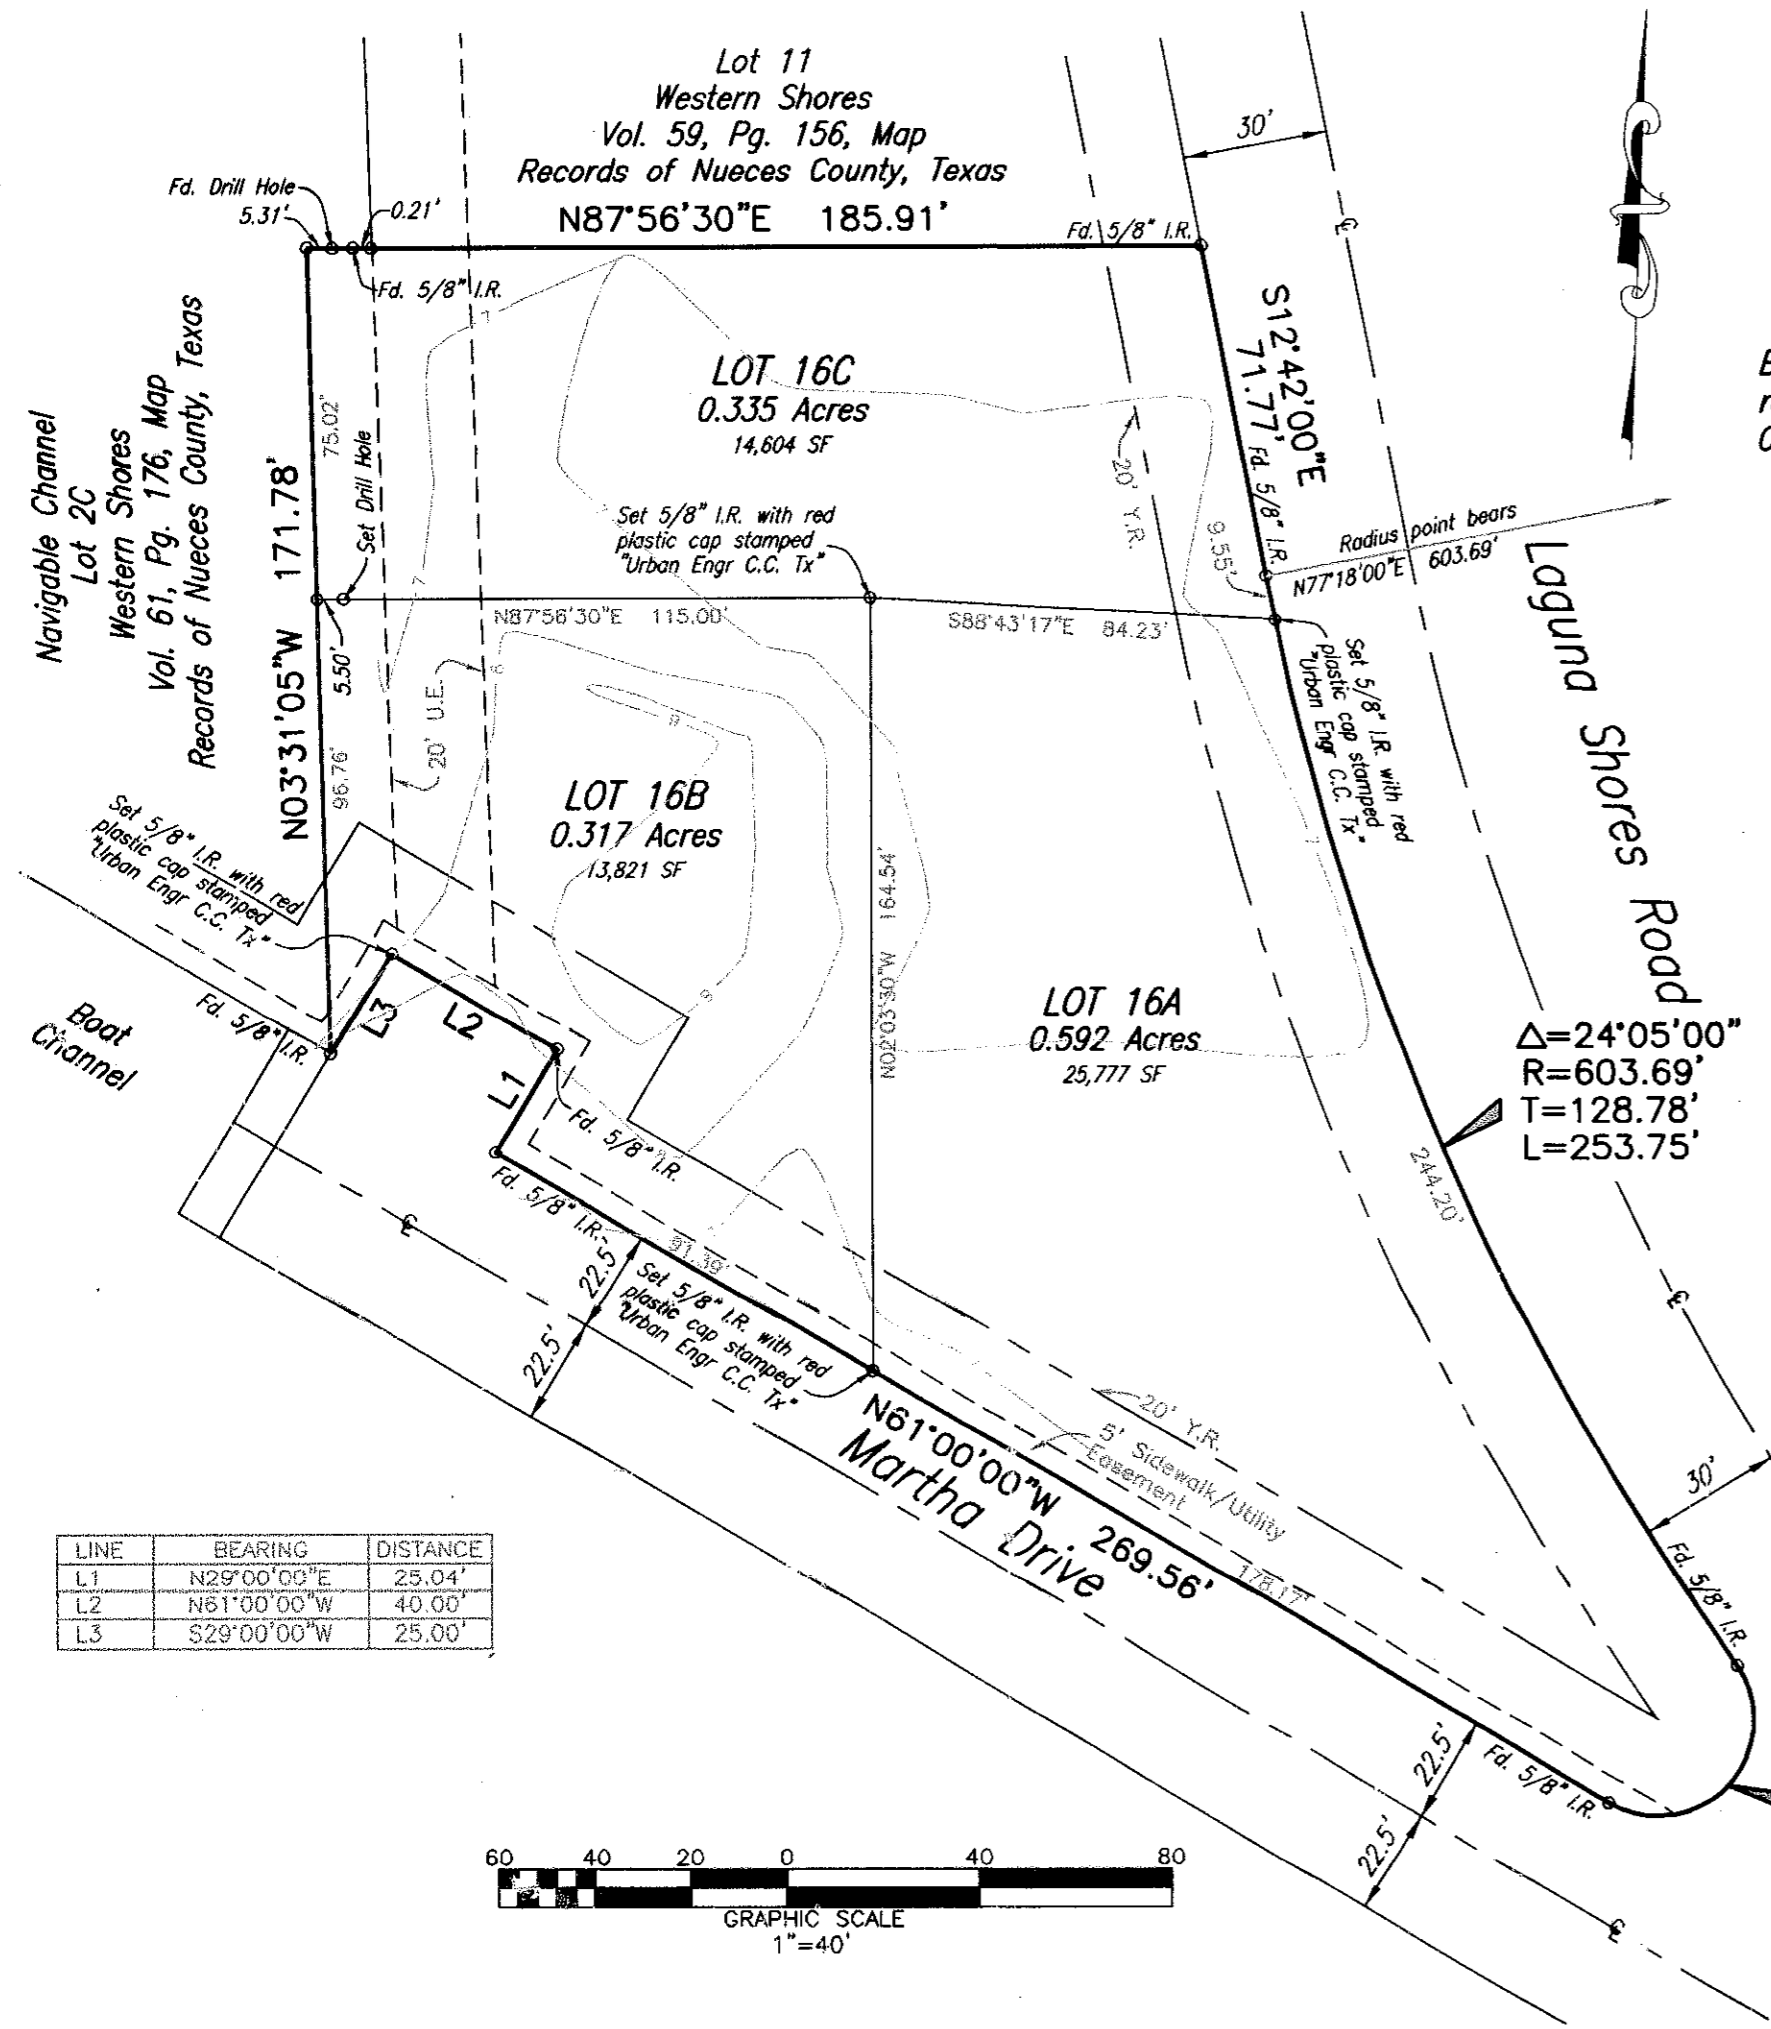 Lot 11
Western Shores
Vol. 59, Pg. 156, Map
Records of Nueces County, Texas
N87°56'30"E 185.91'
Fd. Drill Hole
5.31'
0.21'
Fd. 5/8" I.R.
Fd. 5/8" I.R.
30'
℄
Navigable Channel
Lot 2C
Western Shores
Vol. 61, Pg. 176, Map
Records of Nueces County, Texas
N03°31'05"W 171.78'
75.02"
Set Drill Hole
5.50'
96.76'
LOT 16C
0.335 Acres
14,604 SF
7
S12°42'00"E
71.77'
Fd. 5/8" I.R.
9.55'
20' Y.R.
Radius point bears
N77°18'00"E 603.69'
Set 5/8" I.R. with red
plastic cap stamped
"Urban Engr C.C. Tx"
N87°56'30"E 115.00'
S88°43'17"E 84.23'
Set 5/8" I.R. with red
plastic cap stamped
"Urban Engr C.C. Tx"
Laguna Shores Road
7
20' U.E.
LOT 16B
0.317 Acres
13,821 SF
N02°03'30"W 164.54'
LOT 16A
0.592 Acres
25,777 SF
Δ=24°05'00"
R=603.69'
T=128.78'
L=253.75'
244.20'
Set 5/8" I.R. with red
plastic cap stamped
"Urban Engr C.C. Tx"
Boat
Channel
Fd. 5/8" I.R.
L3
L2
L1
Fd. 5/8" I.R.
Fd. 5/8" I.R.
℄
91.39'
22.5'
22.5'
Set 5/8" I.R. with red
plastic cap stamped
"Urban Engr C.C. Tx"
N61°00'00"W 269.56'
Martha Drive
20' Y.R.
5' Sidewalk/Utility
Easement
178.17'
℄
30'
Fd. 5/8" I.R.
Fd. 5/8" I.R.
22.5'
22.5'
℄
LINE BEARING DISTANCE
L1 N29°00'00"E 25.04'
L2 N61°00'00"W 40.00'
L3 S29°00'00"W 25.00'
60 40 20 0 40 80
GRAPHIC SCALE
1"=40'